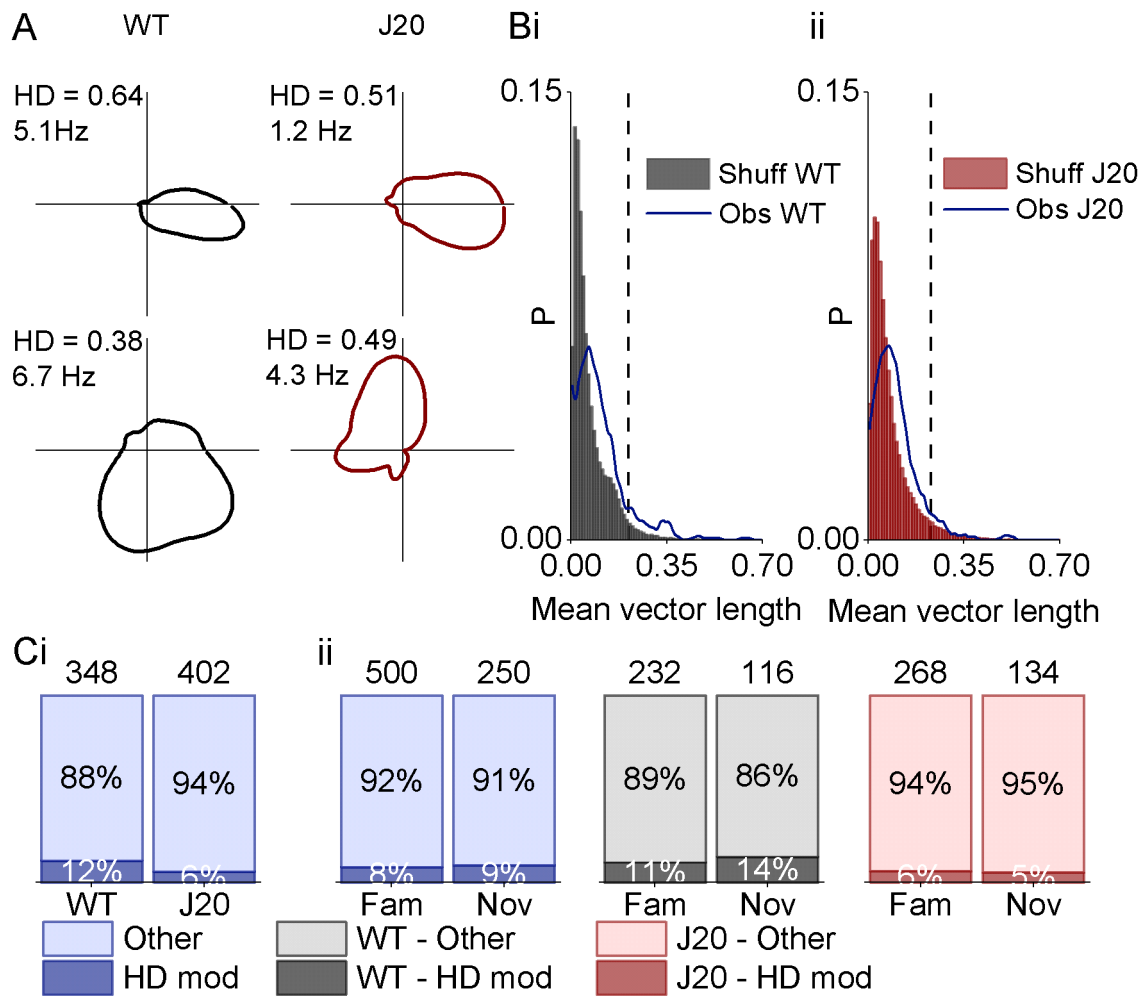 A
WT
J20
HD = 0.64
5.1Hz
HD = 0.51
1.2 Hz
HD = 0.38
6.7 Hz
HD = 0.49
4.3 Hz
Bi
0.15
Shuff WT
Obs WT
P
0.00
0.00 0.35 0.70
Mean vector length
ii
0.15
Shuff J20
Obs J20
P
0.00
0.00 0.35 0.70
Mean vector length
Ci
348 402
88% 94%
12% 6%
WT J20
ii
500 250
92% 91%
8% 9%
Fam Nov
232 116
89% 86%
11% 14%
Fam Nov
268 134
94% 95%
6% 5%
Fam Nov
Other
HD mod
WT - Other
WT - HD mod
J20 - Other
J20 - HD mod